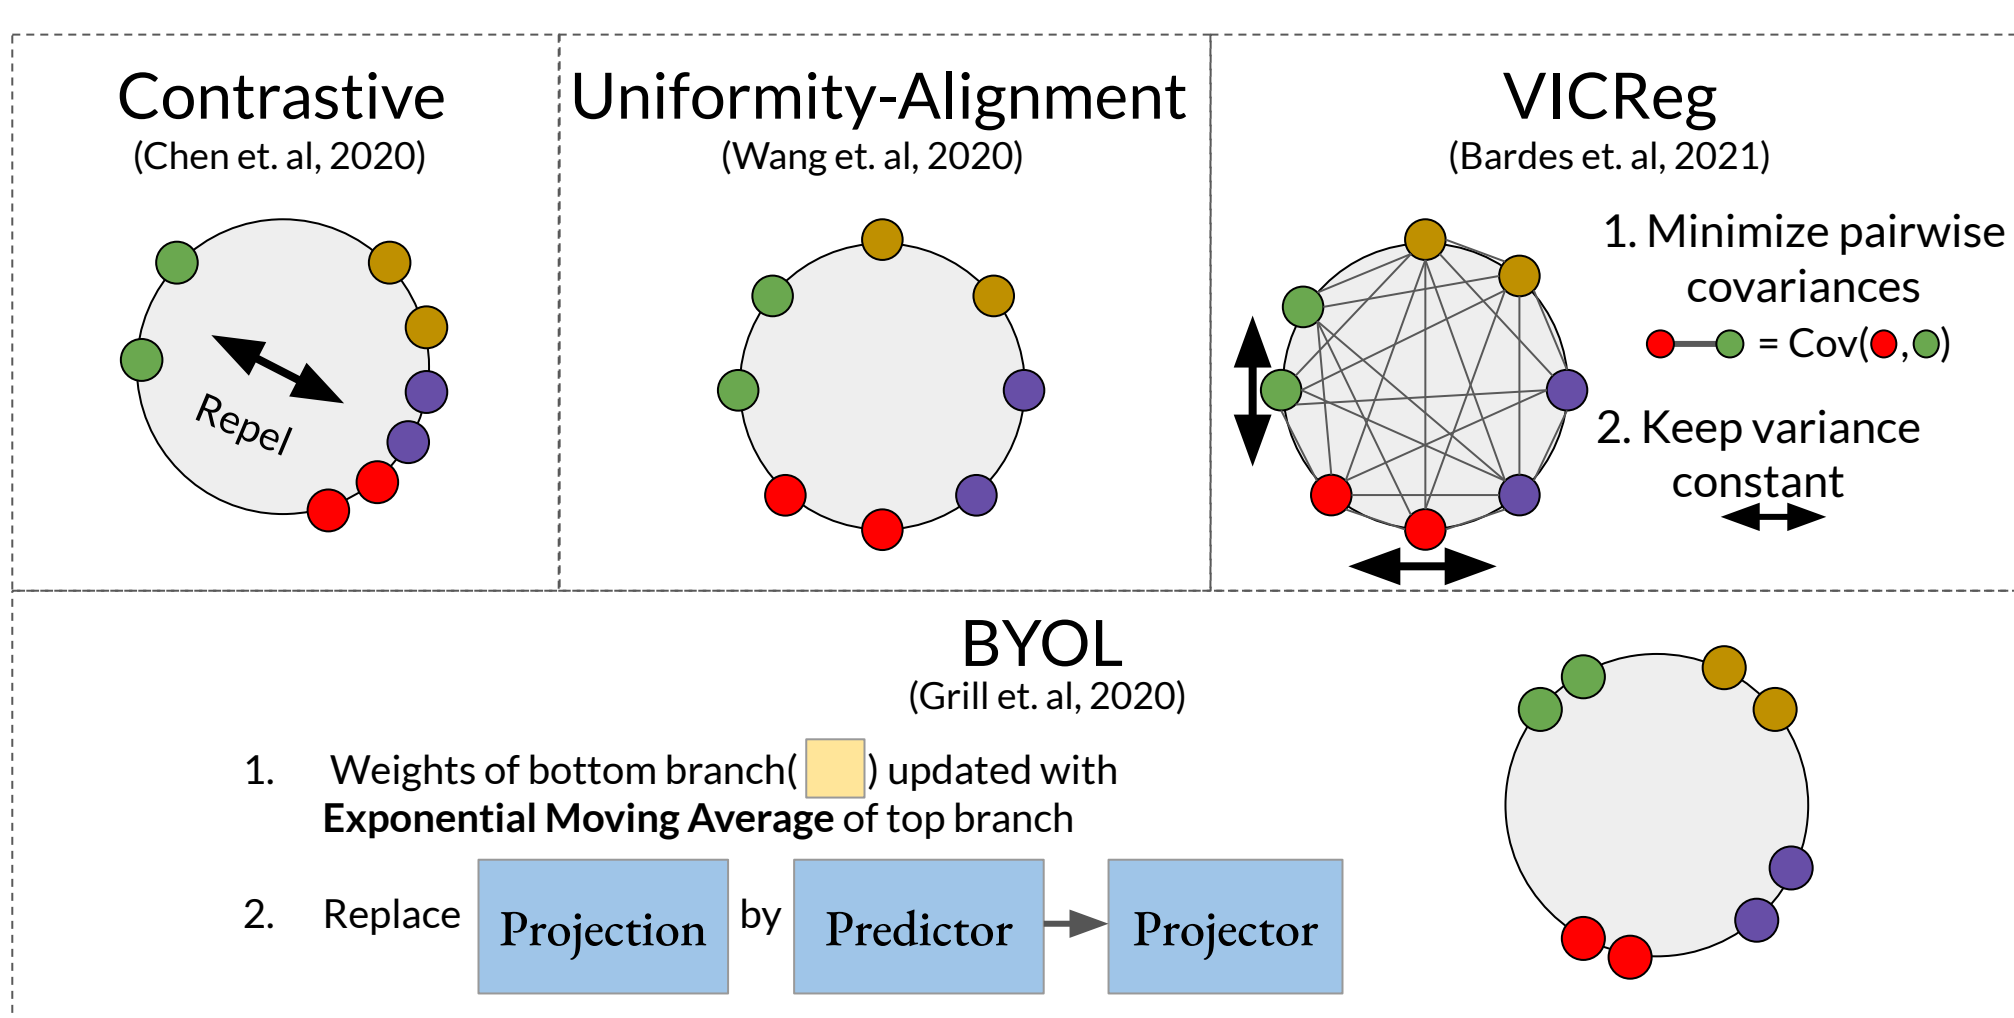 Contrastive
(Chen et. al, 2020)
Repel
Uniformity-Alignment
(Wang et. al, 2020)
VICReg
(Bardes et. al, 2021)
1. Minimize pairwise
covariances
= Cov( , )
2. Keep variance
constant
BYOL
(Grill et. al, 2020)
1. Weights of bottom branch( ) updated with
Exponential Moving Average of top branch
2. Replace Projection by Predictor Projector